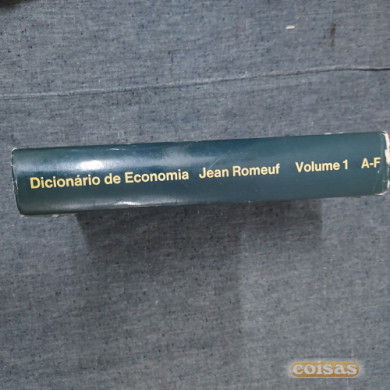 Dicionário de Economia Jean Romeuf Volume 1 A-F
coisas